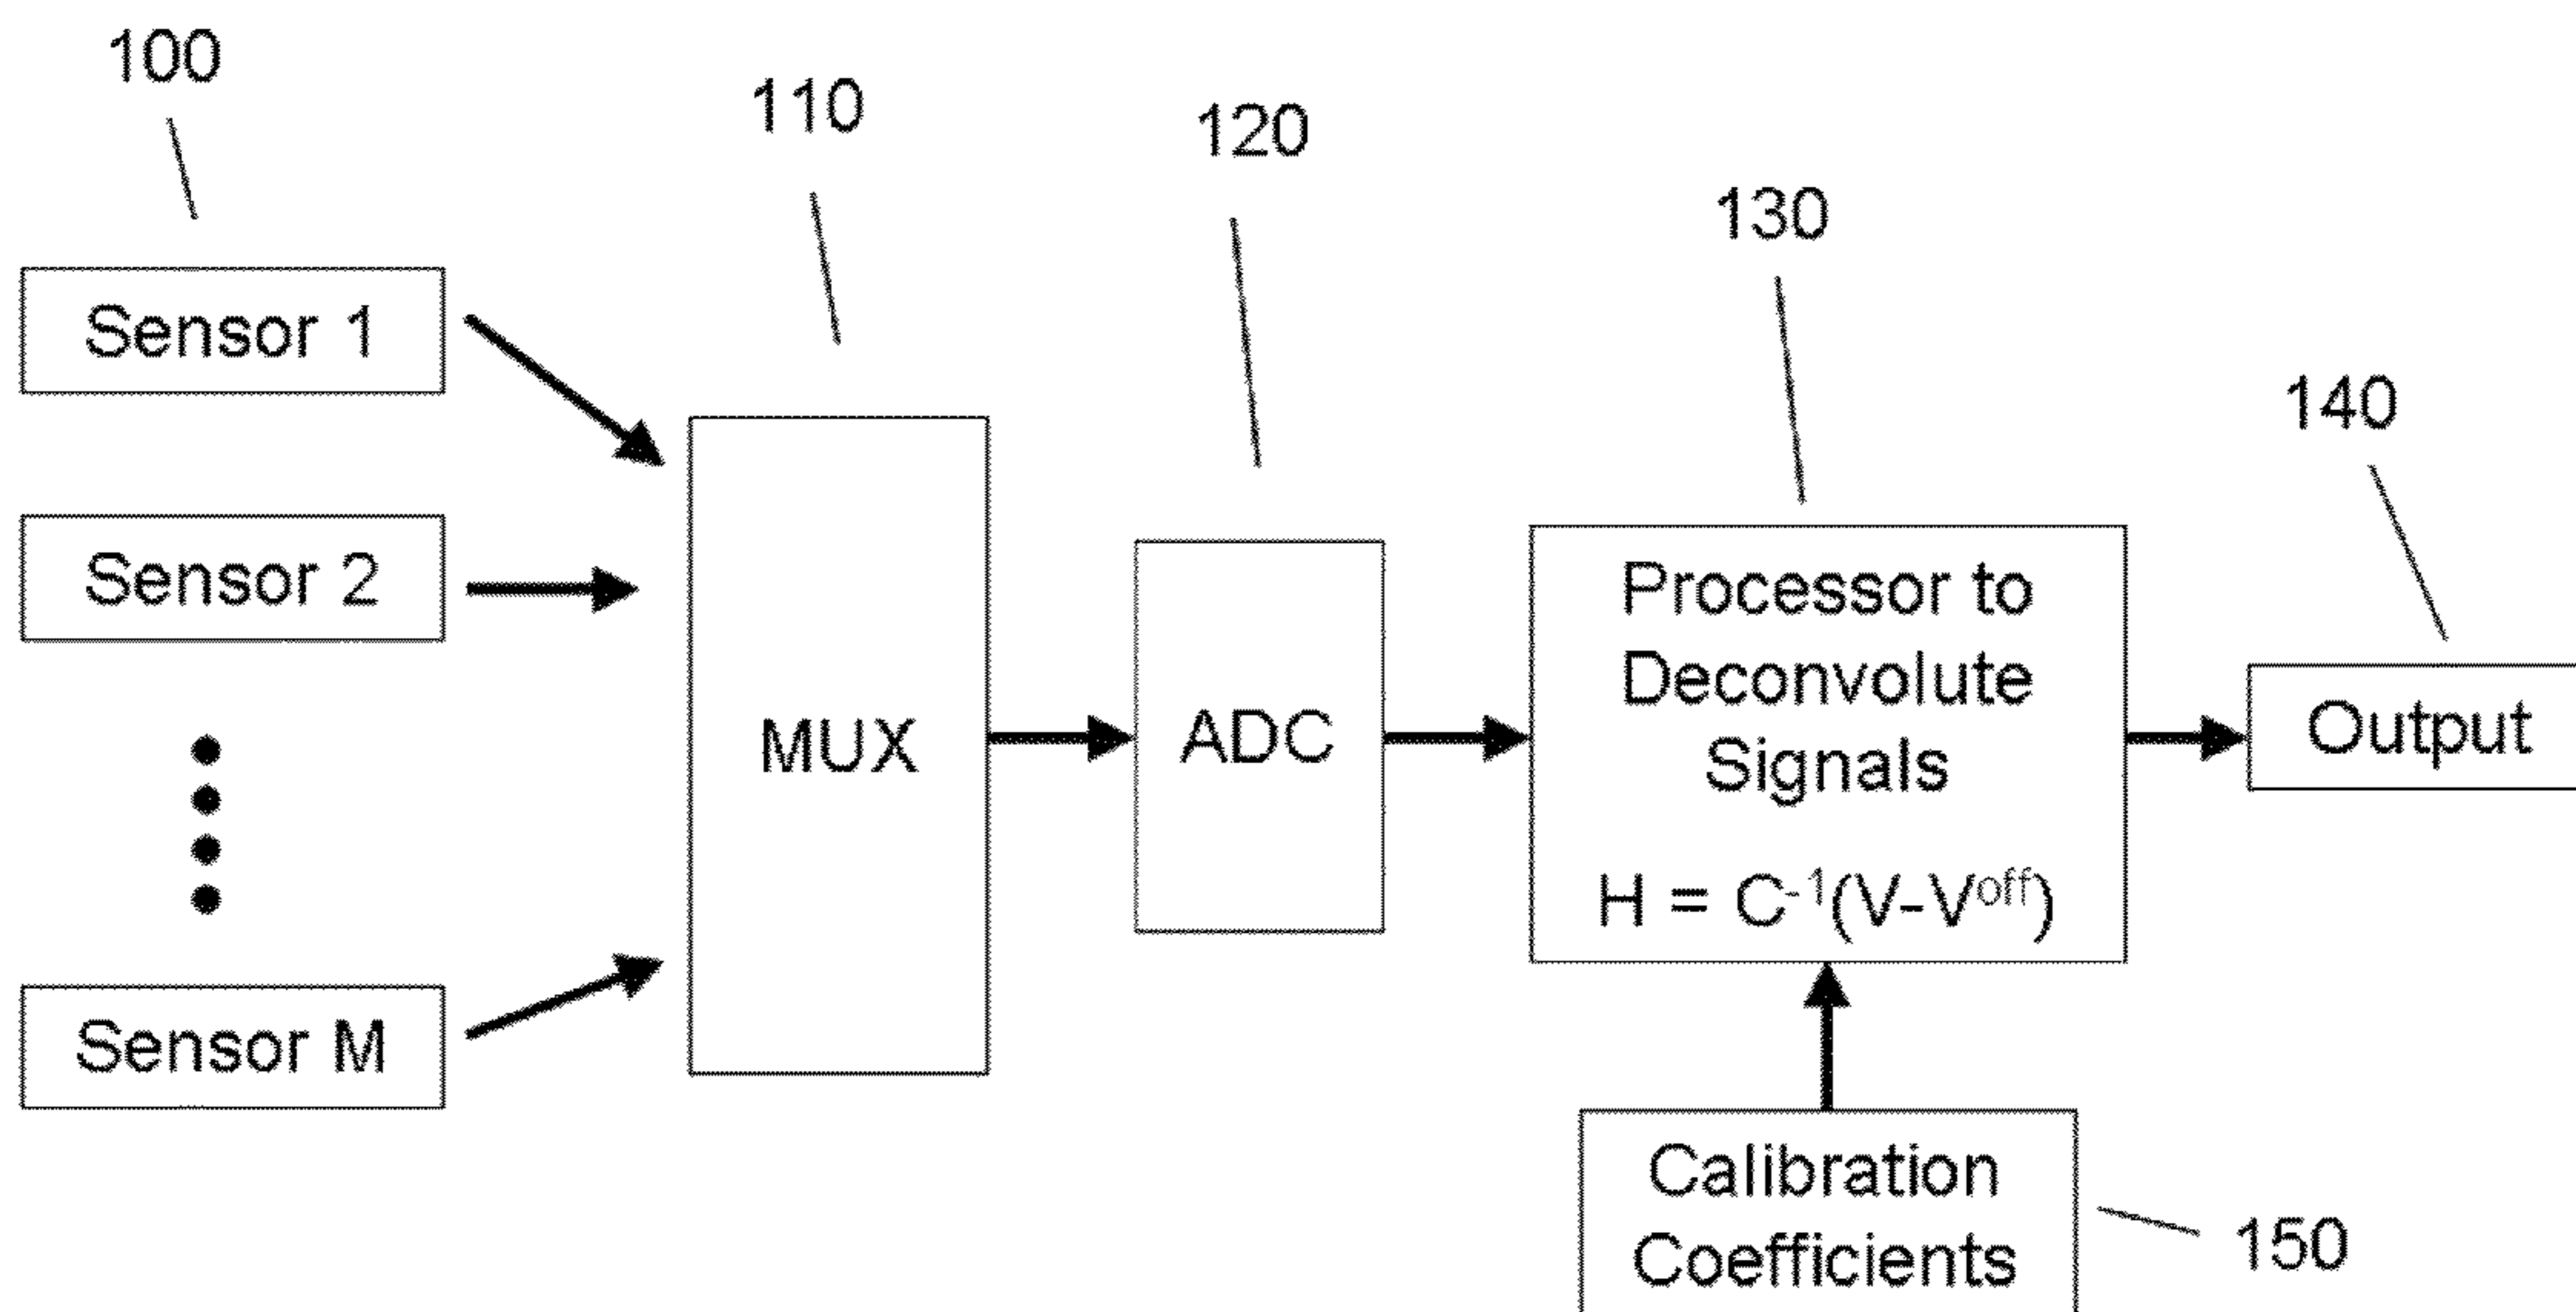 100
110
120
130
140
Sensor 1
Sensor 2
Sensor M
MUX
ADC
Processor to
Deconvolute
Signals
H = C⁻¹(V-Vᵒᶠᶠ)
Output
Calibration
Coefficients
150